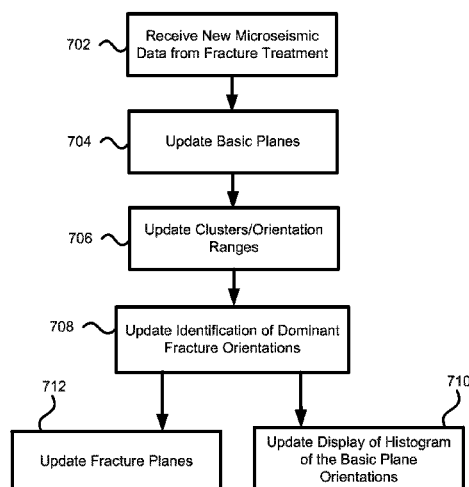 702
Receive New Microseismic
Data from Fracture Treatment
704
Update Basic Planes
706
Update Clusters/Orientation
Ranges
708
Update Identification of Dominant
Fracture Orientations
712
Update Fracture Planes
710
Update Display of Histogram
of the Basic Plane
Orientations